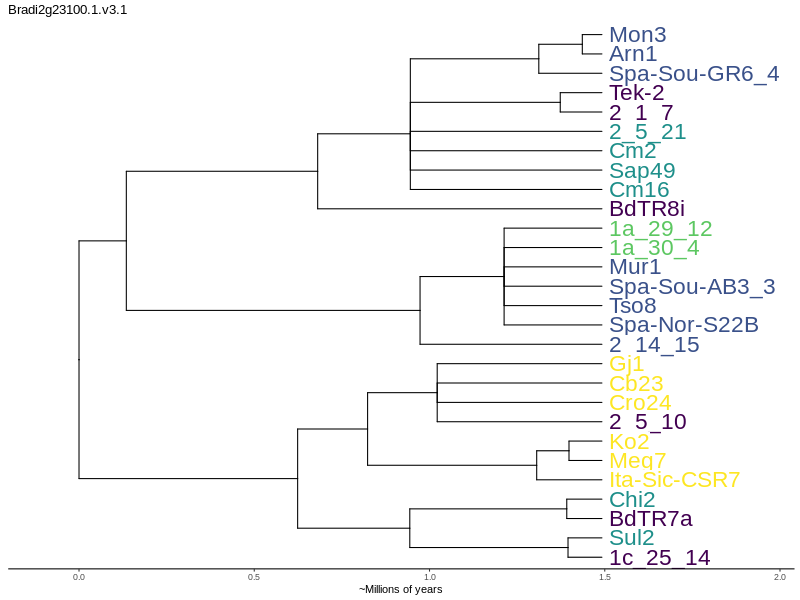 Bradi2g23100.1.v3.1
Mon3
Arn1
Spa-Sou-GR6_4
Tek-2
2_1_7
2_5_21
Cm2
Sap49
Cm16
BdTR8i
1a_29_12
1a_30_4
Mur1
Spa-Sou-AB3_3
Tso8
Spa-Nor-S22B
2_14_15
Gj1
Cb23
Cro24
2_5_10
Ko2
Meq7
Ita-Sic-CSR7
Chi2
BdTR7a
Sul2
1c_25_14
0.0 0.5 1.0 1.5 2.0
~Millions of years